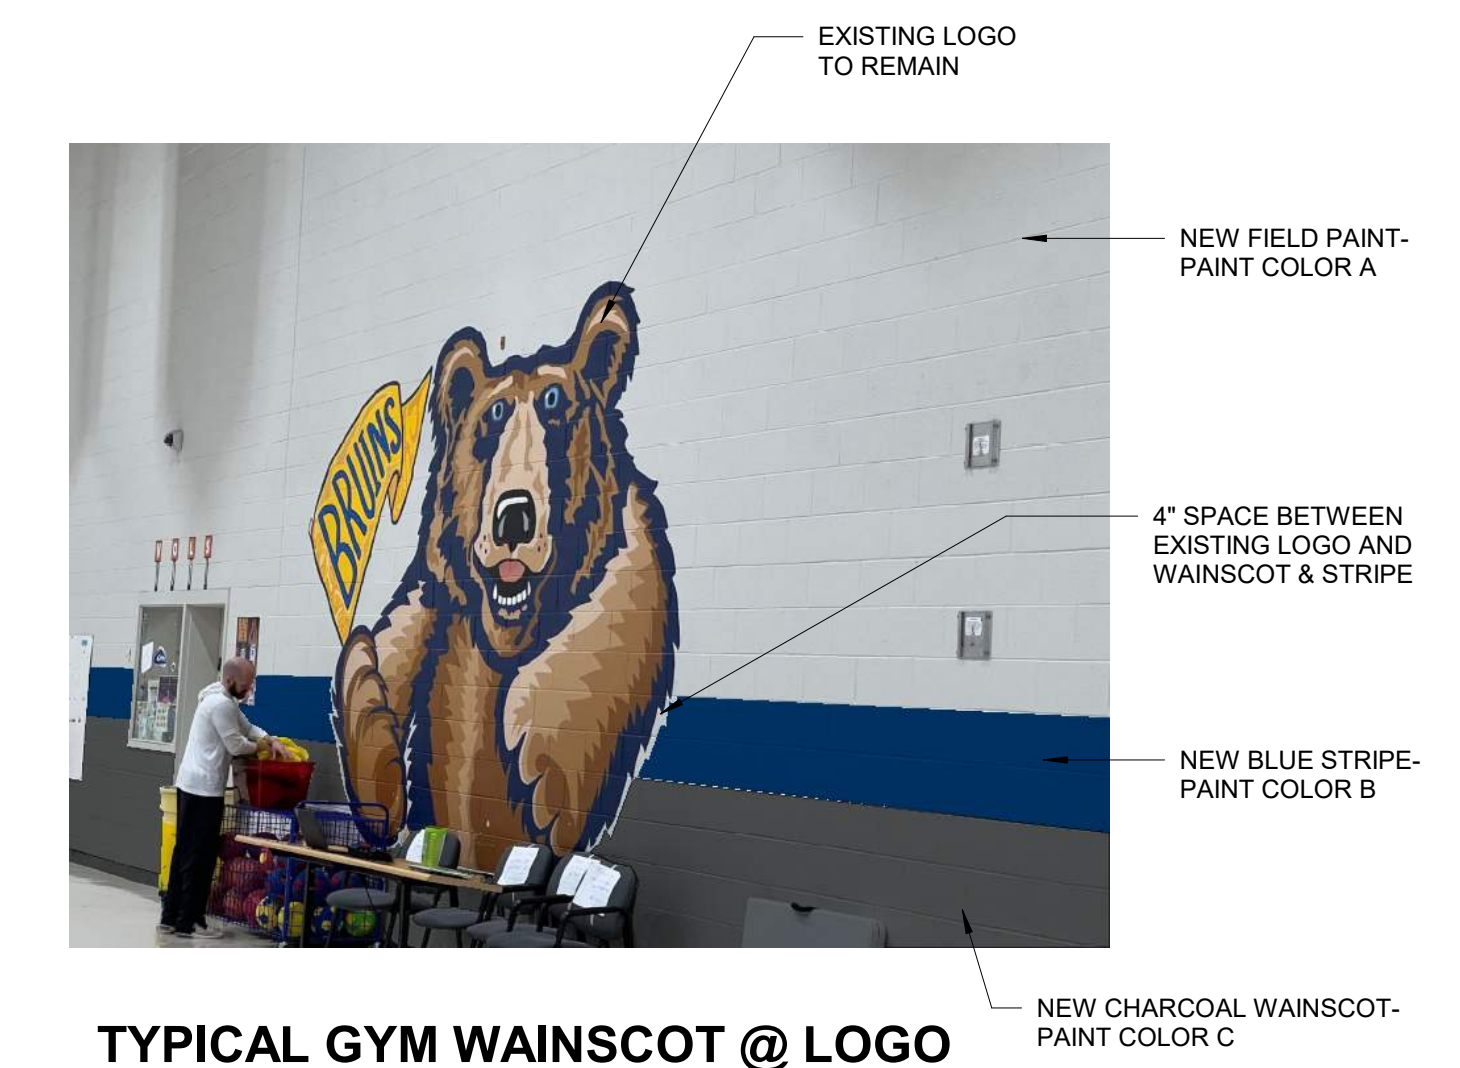 EXISTING LOGO
TO REMAIN
NEW FIELD PAINT-
PAINT COLOR A
BRUINS
4" SPACE BETWEEN
EXISTING LOGO AND
WAINSCOT & STRIPE
VOLS
NEW BLUE STRIPE-
PAINT COLOR B
NEW CHARCOAL WAINSCOT-
PAINT COLOR C
TYPICAL GYM WAINSCOT @ LOGO